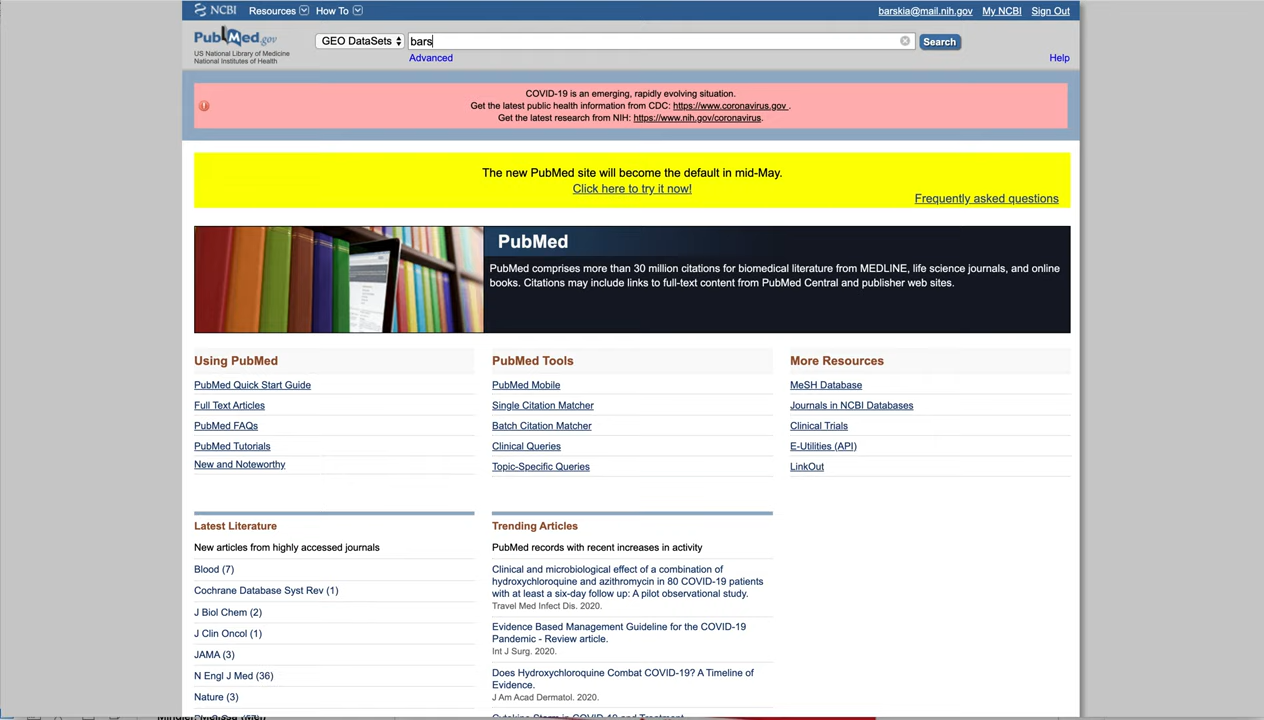 NCBI Resources How To barskia@mail.nih.gov My NCBI Sign Out
PubMed.gov
US National Library of Medicine
National Institutes of Health
GEO DataSets bars Search
Advanced Help
COVID-19 is an emerging, rapidly evolving situation.
Get the latest public health information from CDC: https://www.coronavirus.gov .
Get the latest research from NIH: https://www.nih.gov/coronavirus.
The new PubMed site will become the default in mid-May.
Click here to try it now!
Frequently asked questions
PubMed
PubMed comprises more than 30 million citations for biomedical literature from MEDLINE, life science journals, and online
books. Citations may include links to full-text content from PubMed Central and publisher web sites.
Using PubMed
PubMed Quick Start Guide
Full Text Articles
PubMed FAQs
PubMed Tutorials
New and Noteworthy
PubMed Tools
PubMed Mobile
Single Citation Matcher
Batch Citation Matcher
Clinical Queries
Topic-Specific Queries
More Resources
MeSH Database
Journals in NCBI Databases
Clinical Trials
E-Utilities (API)
LinkOut
Latest Literature
New articles from highly accessed journals
Blood (7)
Cochrane Database Syst Rev (1)
J Biol Chem (2)
J Clin Oncol (1)
JAMA (3)
N Engl J Med (36)
Nature (3)
Trending Articles
PubMed records with recent increases in activity
Clinical and microbiological effect of a combination of
hydroxychloroquine and azithromycin in 80 COVID-19 patients
with at least a six-day follow up: A pilot observational study.
Travel Med Infect Dis. 2020.
Evidence Based Management Guideline for the COVID-19
Pandemic - Review article.
Int J Surg. 2020.
Does Hydroxychloroquine Combat COVID-19? A Timeline of
Evidence.
J Am Acad Dermatol. 2020.
Cytokine Storm in COVID-19 and Treatment.